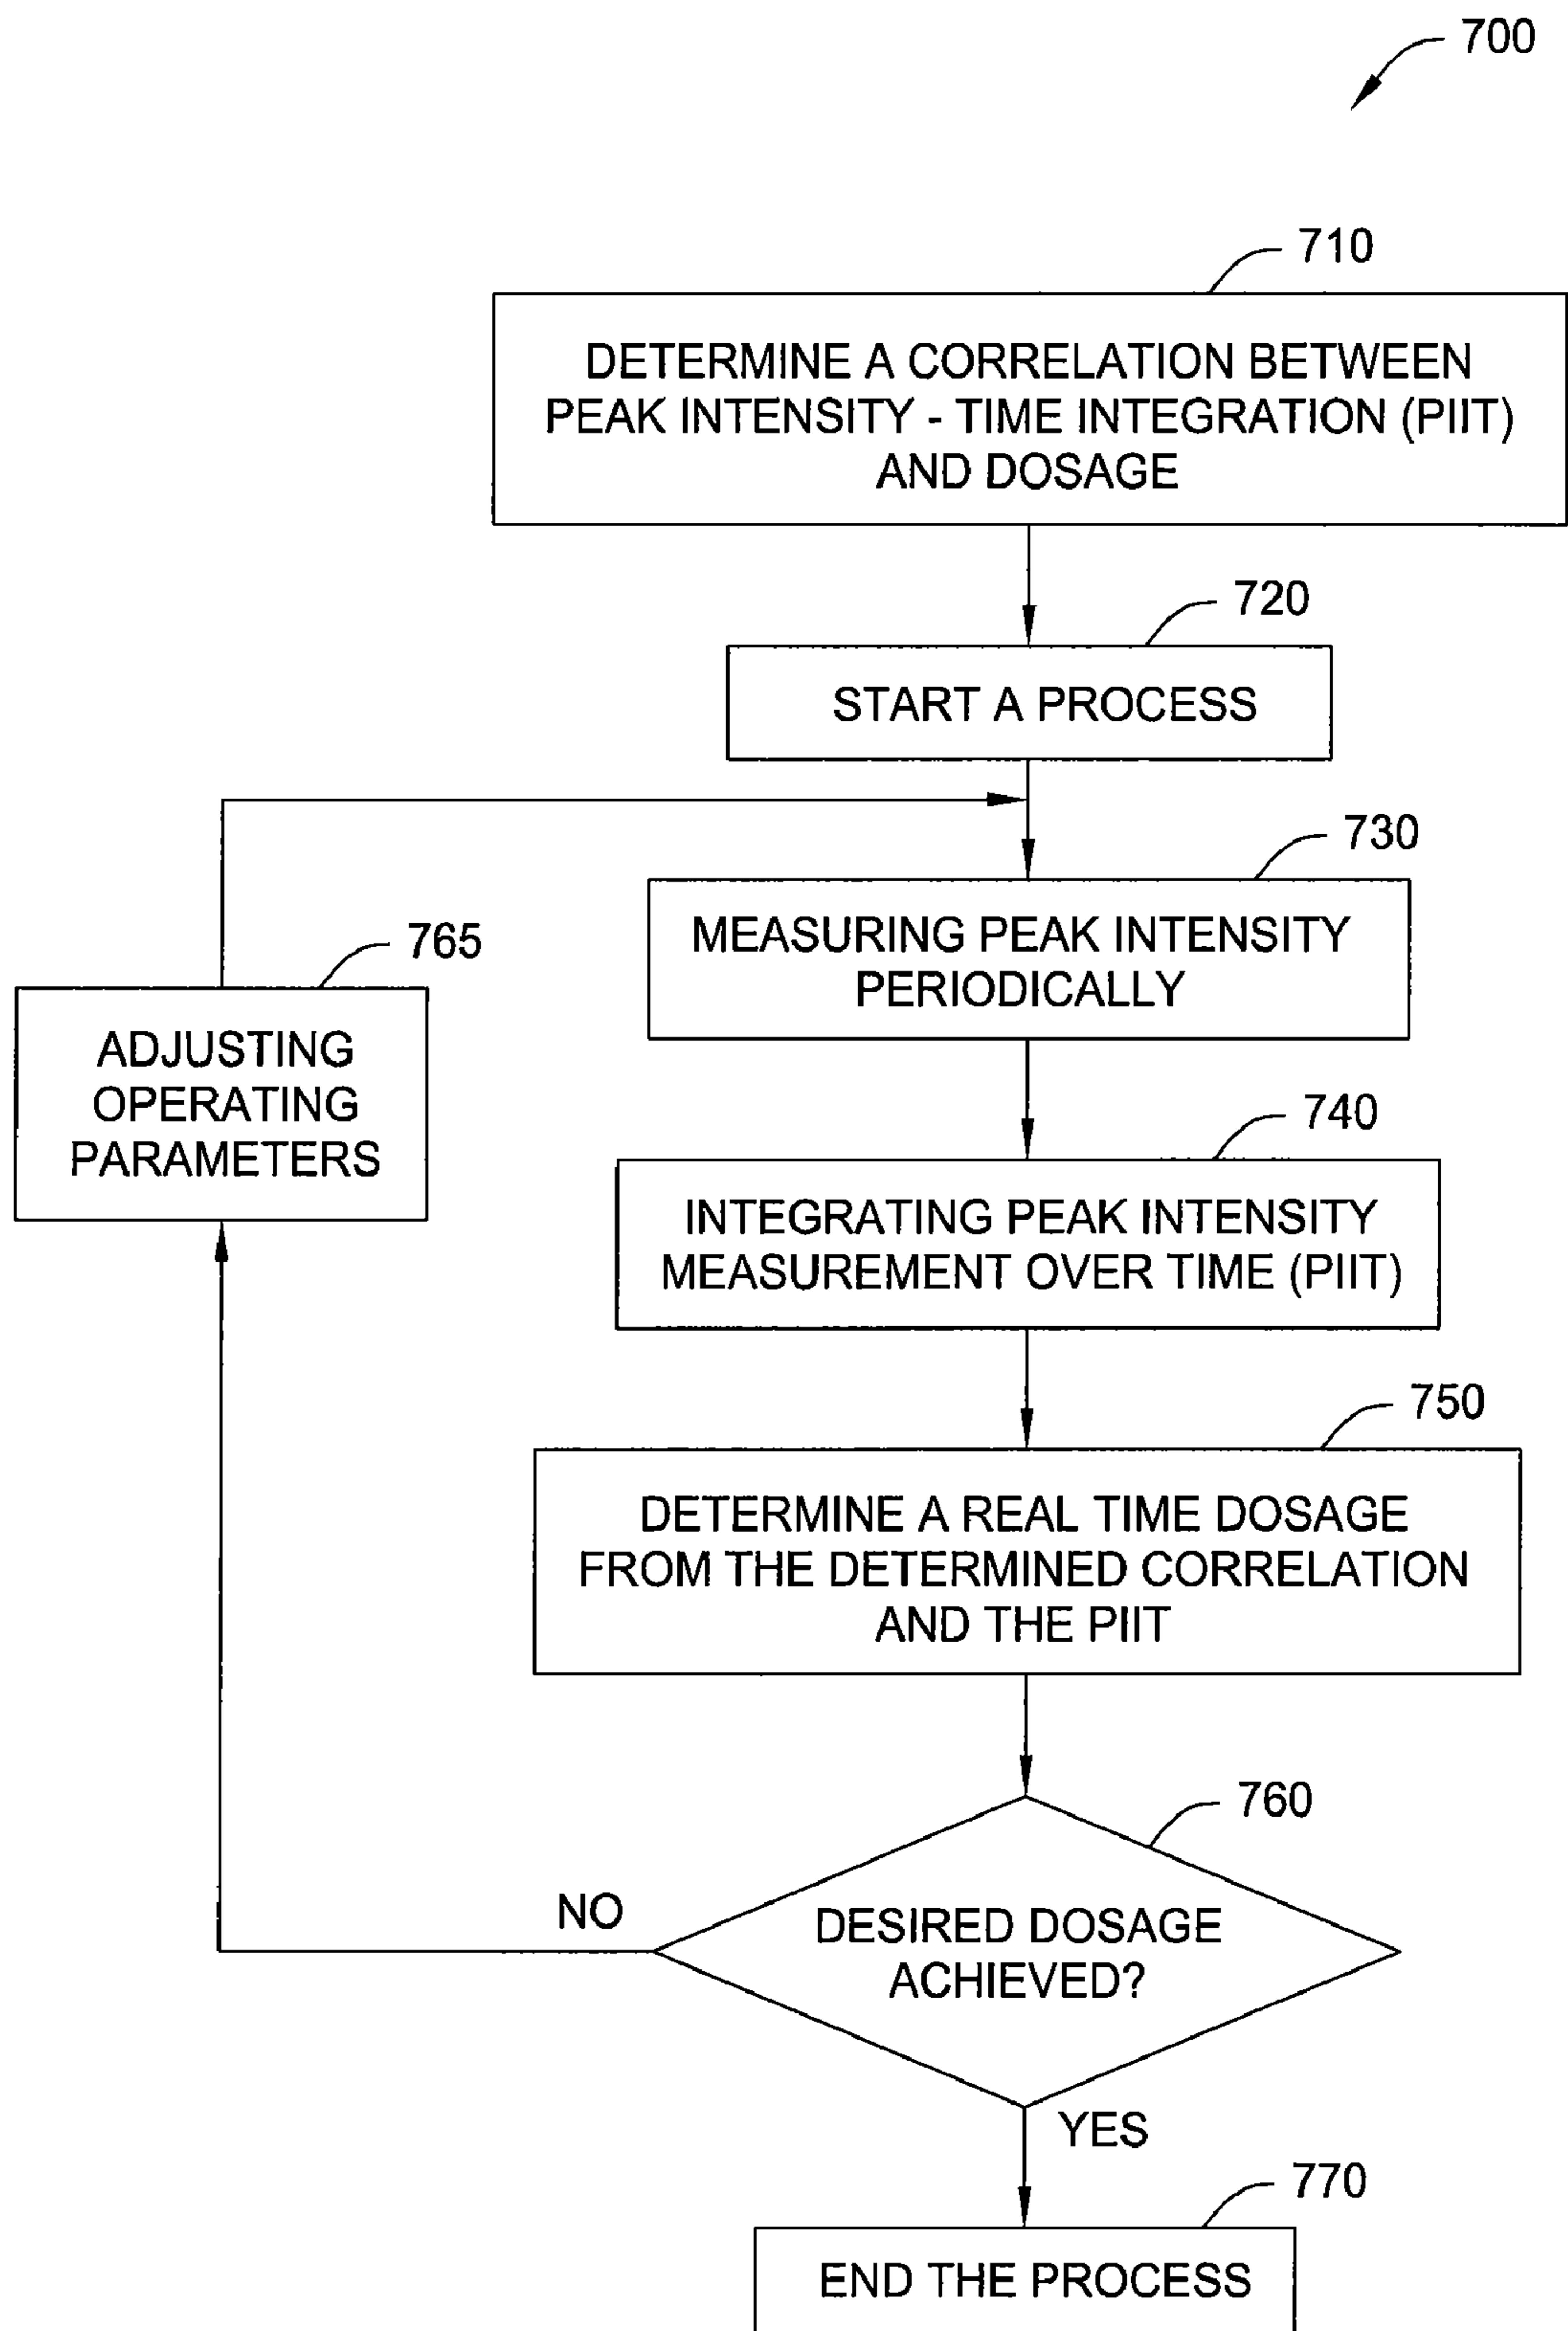 700
710
DETERMINE A CORRELATION BETWEEN
PEAK INTENSITY - TIME INTEGRATION (PIIT)
AND DOSAGE
720
START A PROCESS
730
MEASURING PEAK INTENSITY
PERIODICALLY
765
ADJUSTING
OPERATING
PARAMETERS
740
INTEGRATING PEAK INTENSITY
MEASUREMENT OVER TIME (PIIT)
750
DETERMINE A REAL TIME DOSAGE
FROM THE DETERMINED CORRELATION
AND THE PIIT
760
NO
DESIRED DOSAGE
ACHIEVED?
YES
770
END THE PROCESS